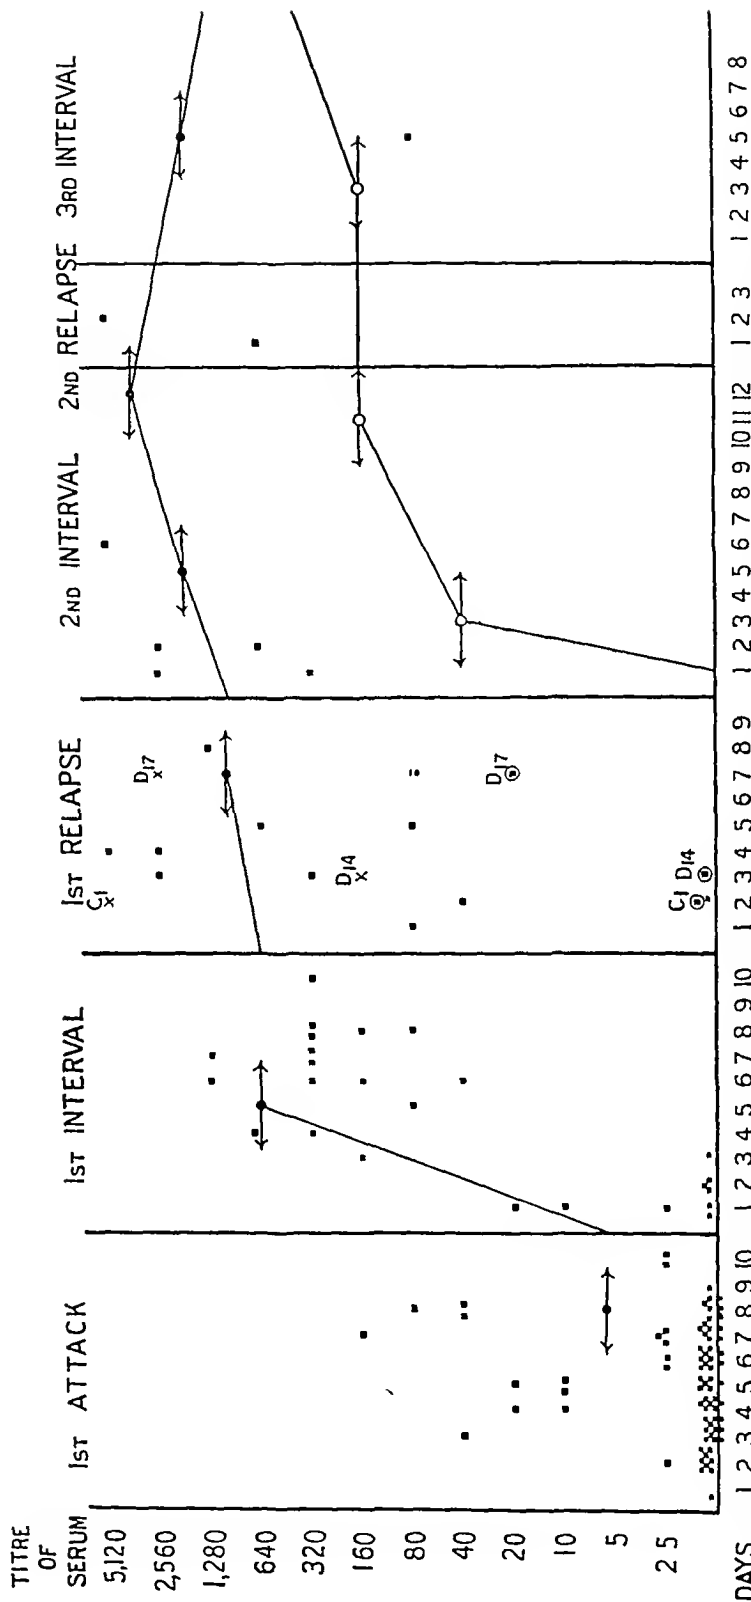 TITRE
OF
SERUM
1ST ATTACK
1ST INTERVAL
1ST RELAPSE
2ND INTERVAL
2ND RELAPSE
3RD INTERVAL
5,120
2,560
1,280
640
320
160
80
40
20
10
5
2 5
C1
x
D17
x
D14
x
D17
C1 D14
DAYS 1 2 3 4 5 6 7 8 9 10 1 2 3 4 5 6 7 8 9 10 1 2 3 4 5 6 7 8 9 1 2 3 4 5 6 7 8 9 10 11 12 1 2 3 1 2 3 4 5 6 7 8